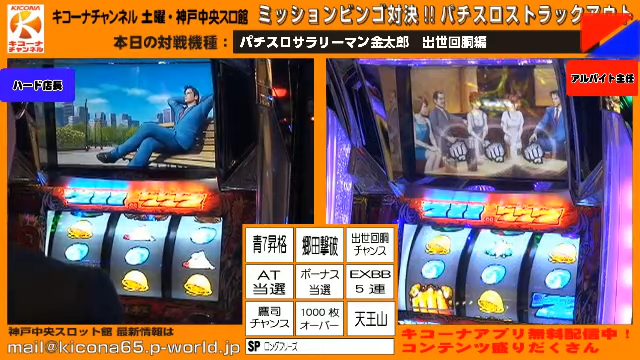 KICONA
キコーナ
チャンネル
キコーナチャンネル 土曜・神戸中央スロ館
ミッションビンゴ対決!! パチスロストラックアウト
本日の対戦機種： パチスロサラリーマン金太郎 出世回胴編
ハード店長
アルバイト主任
青7昇格
郷田撃破
出世回胴
チャンス
AT
当選
ボーナス
当選
EXBB
5連
鷹司
チャンス
1000枚
オーバー
天王山
SP ロングフリーズ
神戸中央スロット館 最新情報は
mail@kicona65.p-world.jp
キコーナアプリ無料配信中！
コンテンツ盛りだくさん